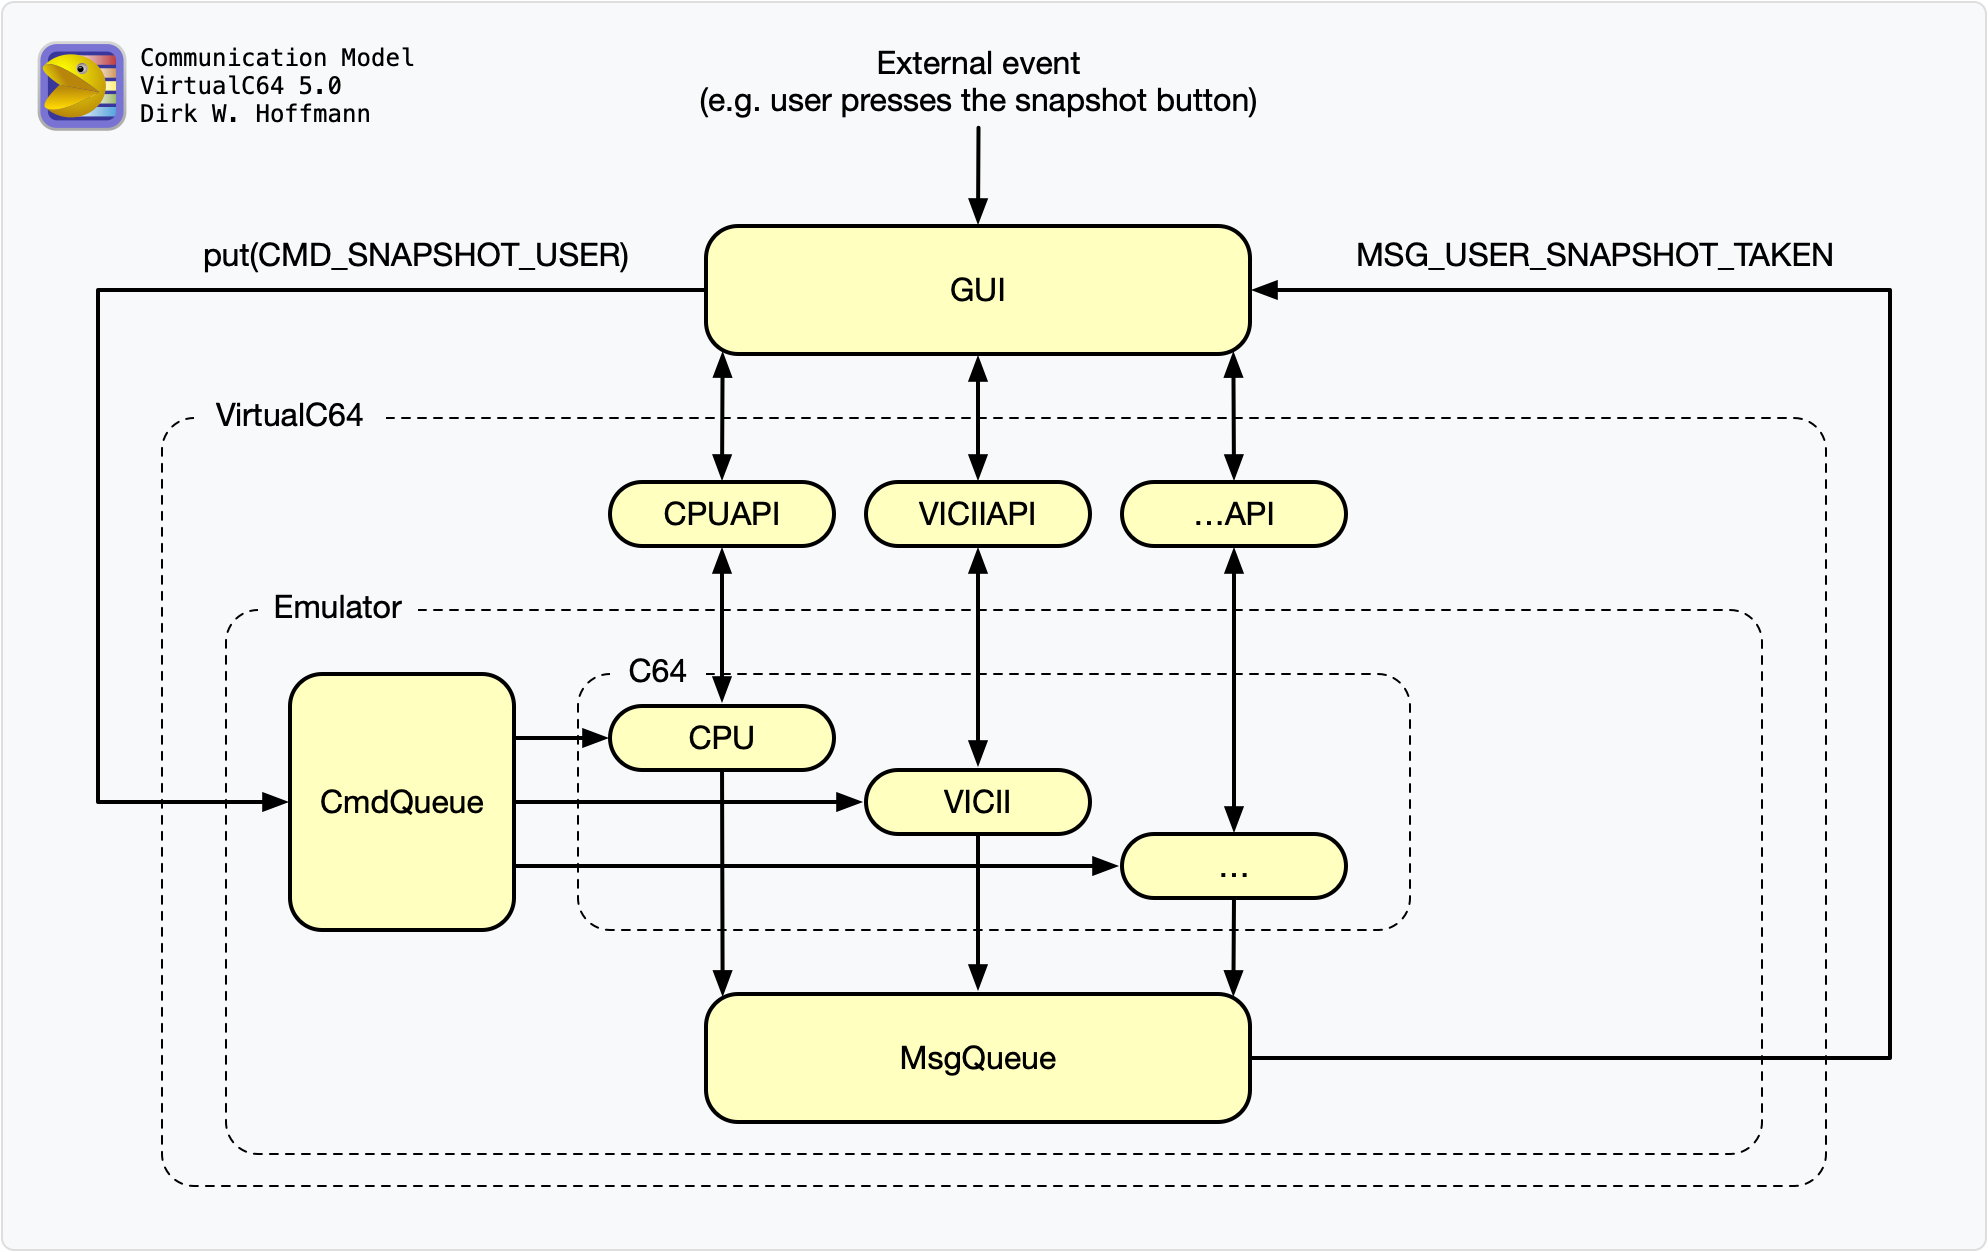 Communication Model
VirtualC64 5.0
Dirk W. Hoffmann
External event
(e.g. user presses the snapshot button)
put(CMD_SNAPSHOT_USER)
GUI
MSG_USER_SNAPSHOT_TAKEN
VirtualC64
CPUAPI
VICIIAPI
...API
Emulator
C64
CPU
CmdQueue
VICII
...
MsgQueue